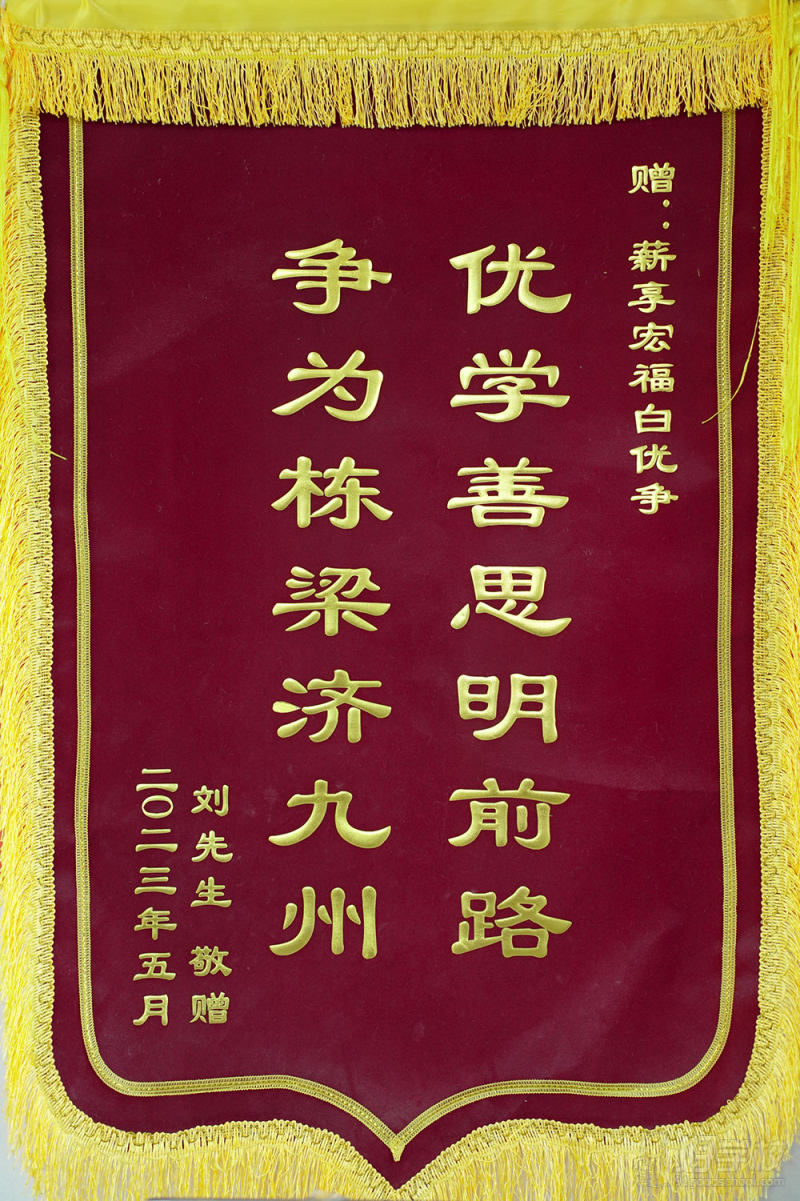 赠：薪享宏福白优争
优学善思明前路
争为栋梁济九州
刘先生 敬赠
二〇二三年五月